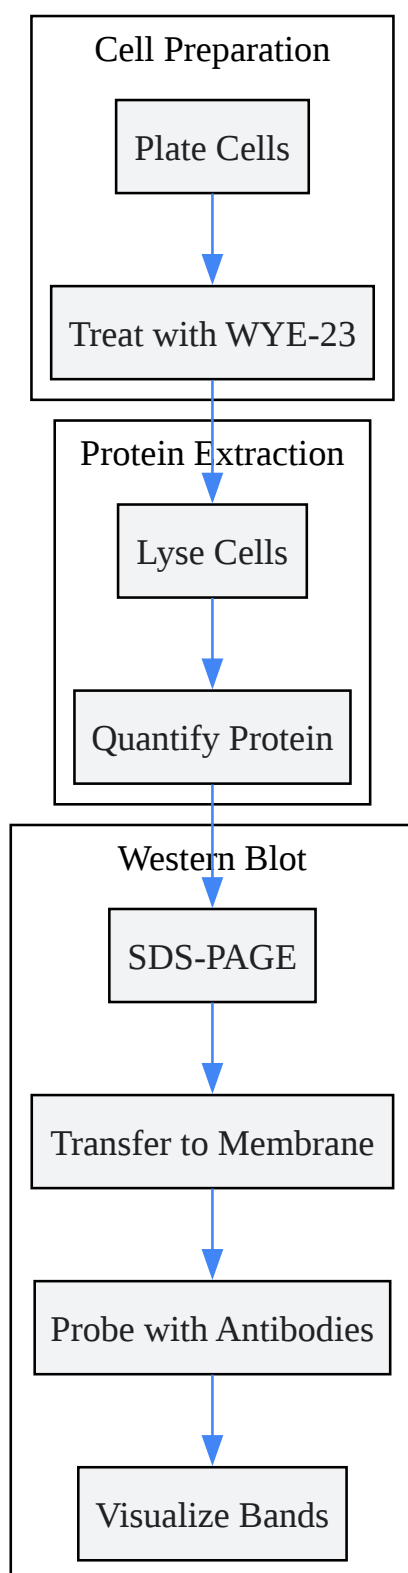 Cell Preparation
Plate Cells
Treat with WYE-23
Protein Extraction
Lyse Cells
Quantify Protein
Western Blot
SDS-PAGE
Transfer to Membrane
Probe with Antibodies
Visualize Bands